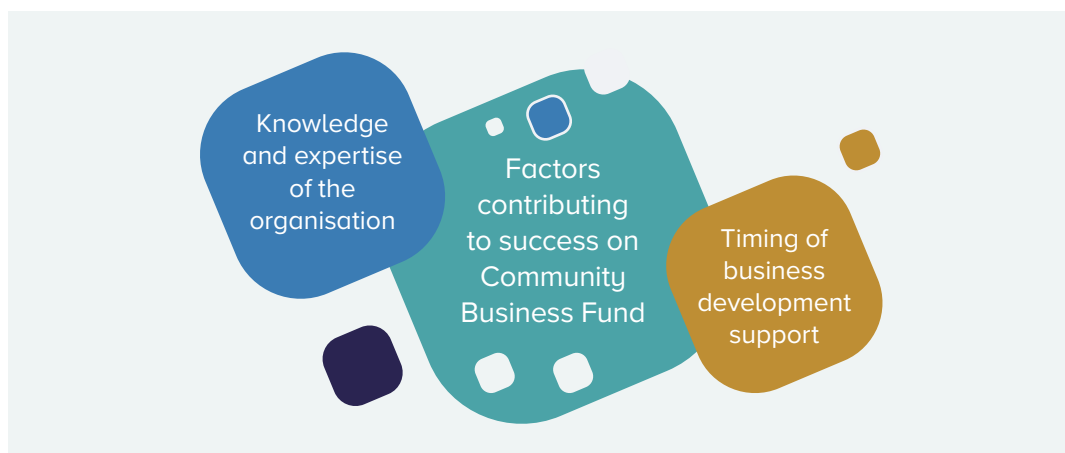 Knowledge
and expertise
of the
organisation
Factors
contributing
to success on
Community
Business Fund
Timing of
business
development
support